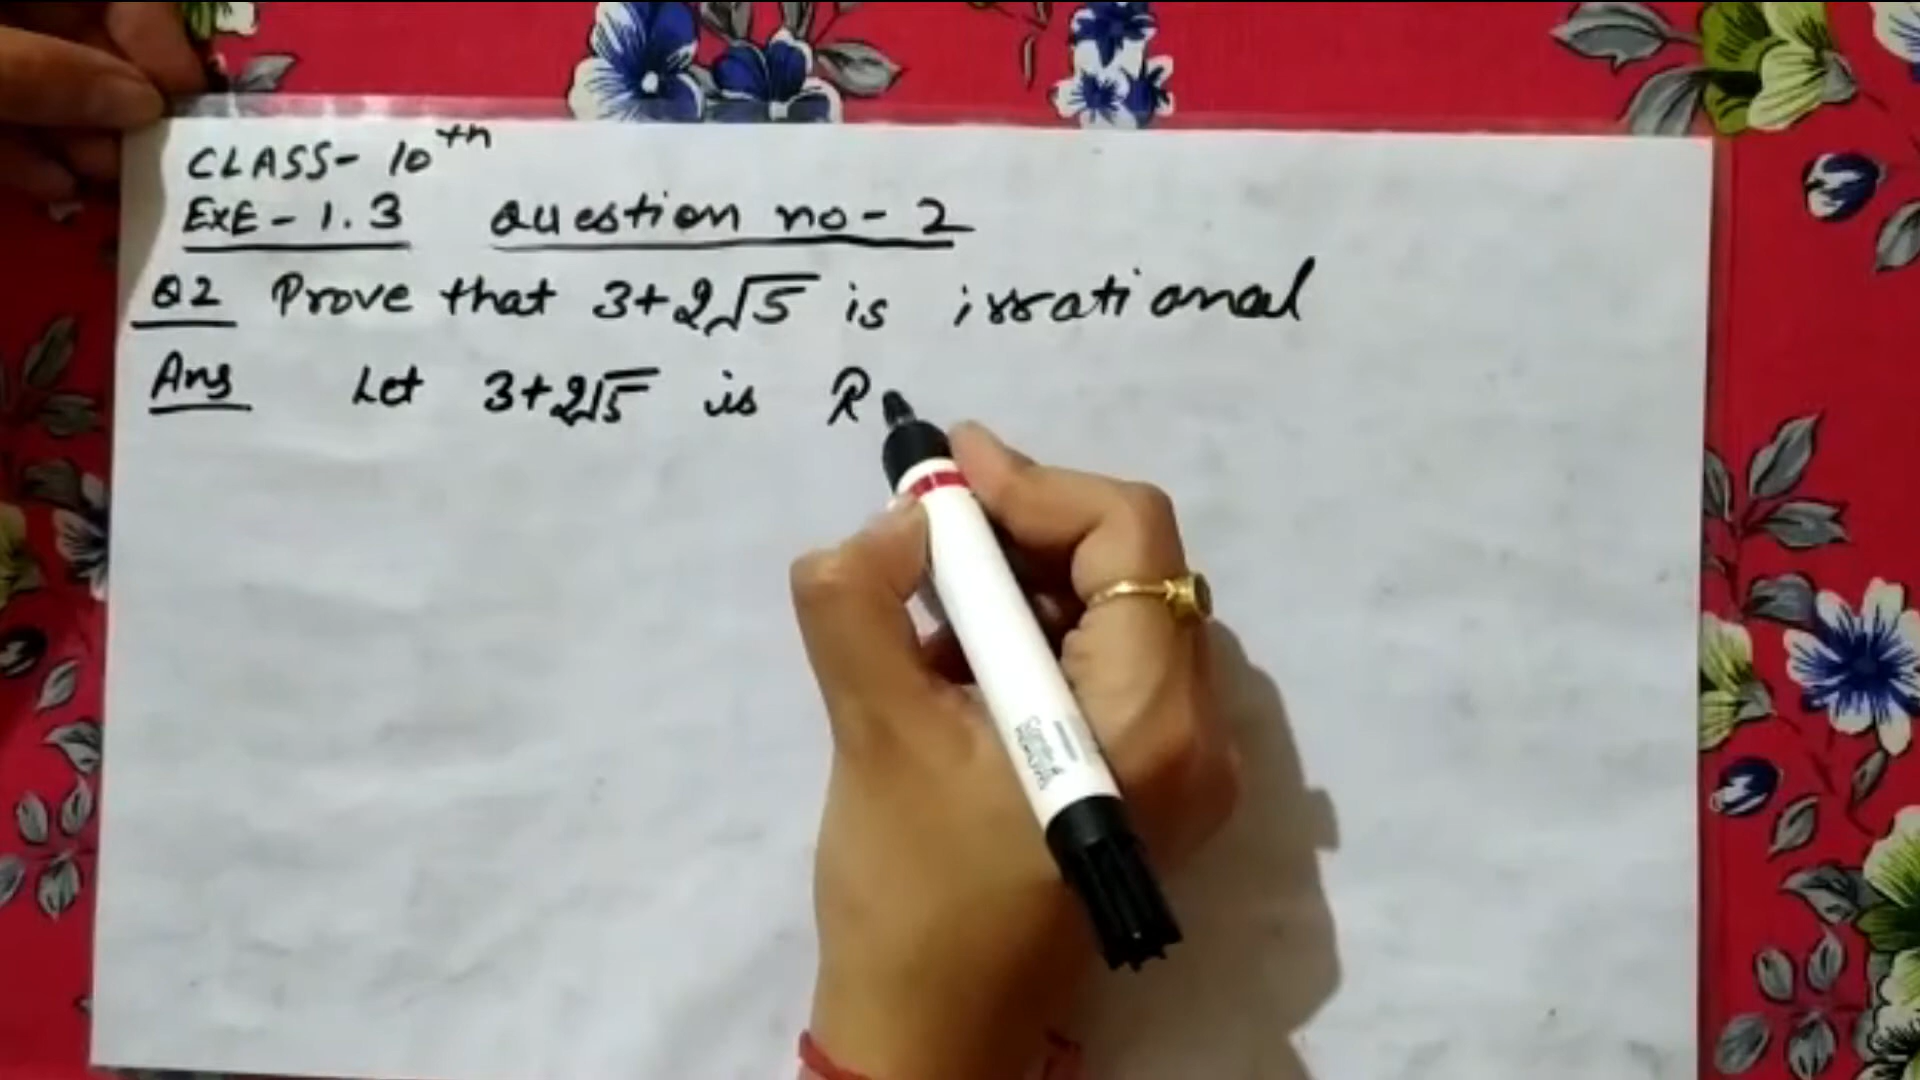 CLASS- 10th
EXE - 1.3 Question no - 2
Q2 Prove that 3+2√5 is irrational
Ans Let 3+2√5 is R